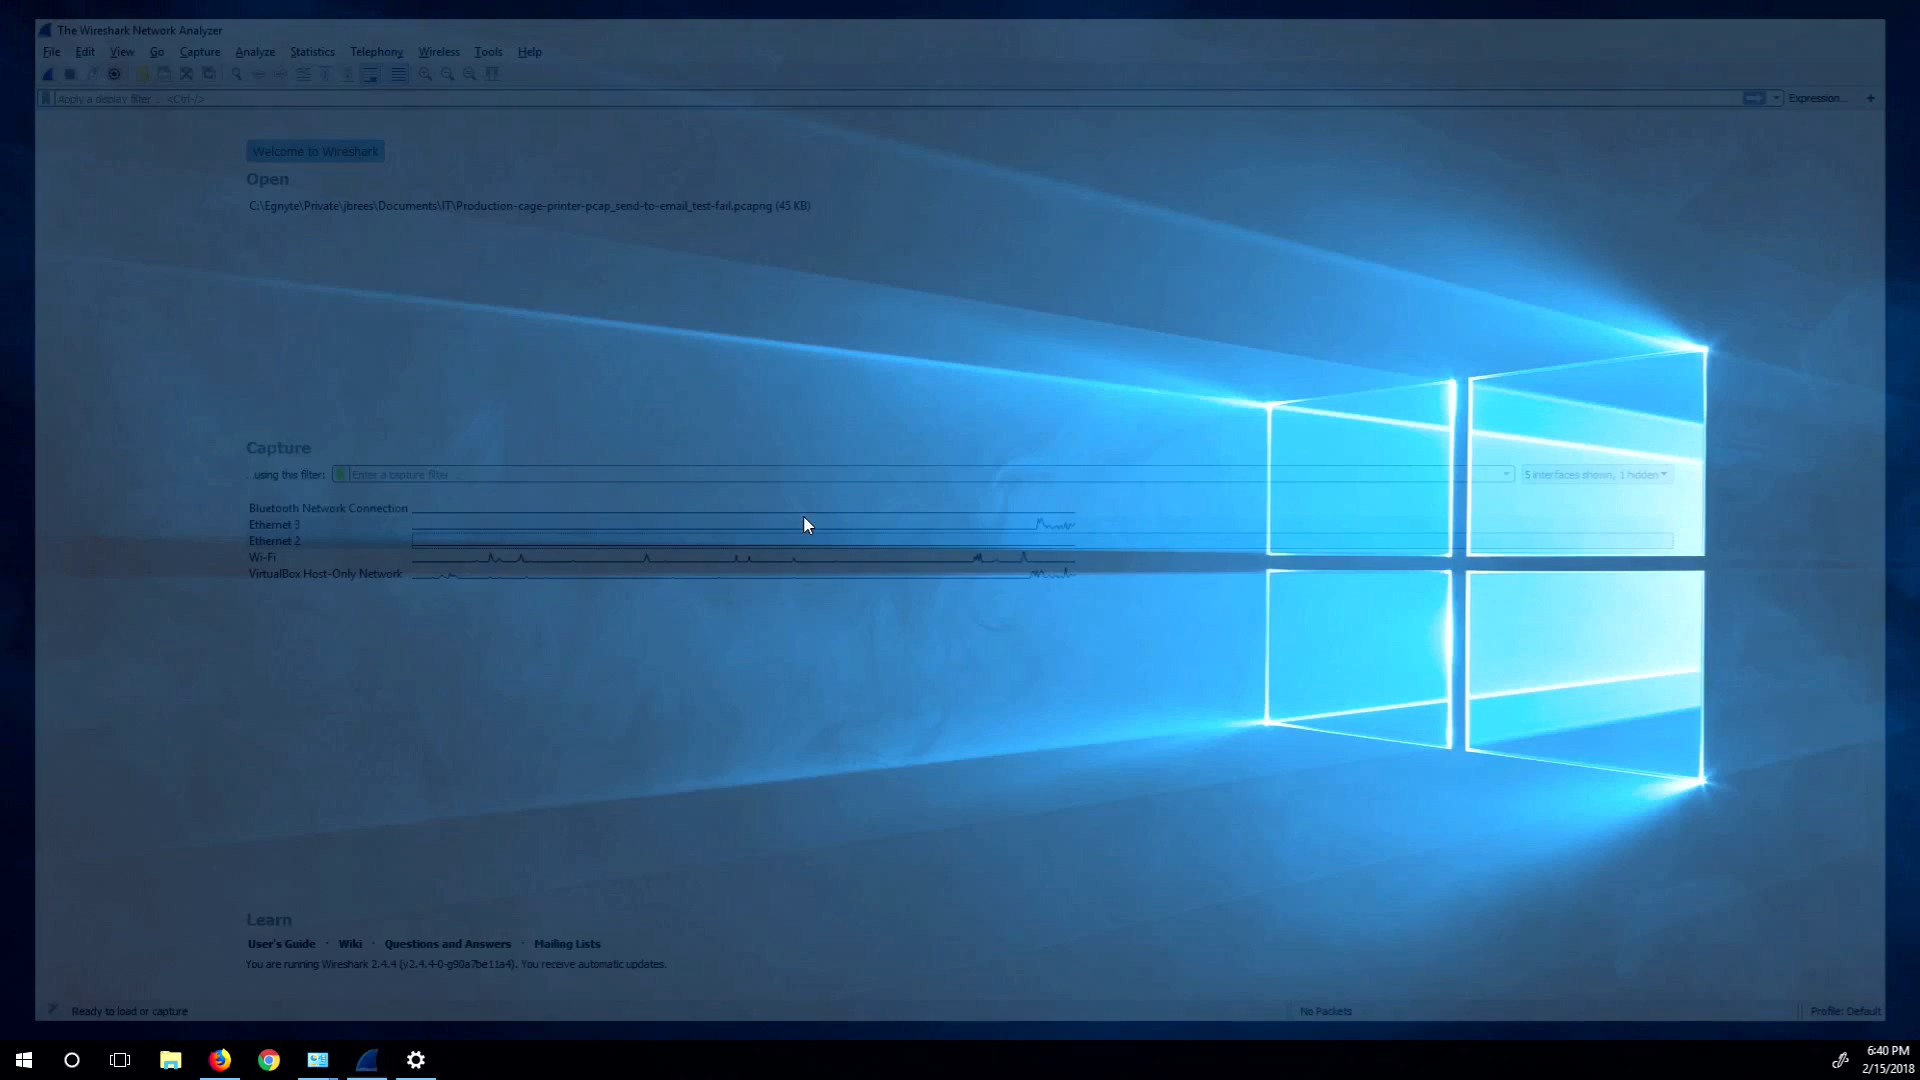 The Wireshark Network Analyzer
File Edit View Go Capture Analyze Statistics Telephony Wireless Tools Help
Apply a display filter ... <Ctrl-/> Expression... +
Welcome to Wireshark
Open
C:\Egnyte\Private\jbrees\Documents\IT\Production-cage-printer-pcap_send-to-email_test-fail.pcapng (45 KB)
Capture
...using this filter: Enter a capture filter ... 5 interfaces shown, 1 hidden
Bluetooth Network Connection
Ethernet 3
Ethernet 2
Wi-Fi
VirtualBox Host-Only Network
Learn
User's Guide · Wiki · Questions and Answers · Mailing Lists
You are running Wireshark 2.4.4 (v2.4.4-0-g90a7be11a4). You receive automatic updates.
Ready to load or capture No Packets Profile: Default
6:40 PM
2/15/2018